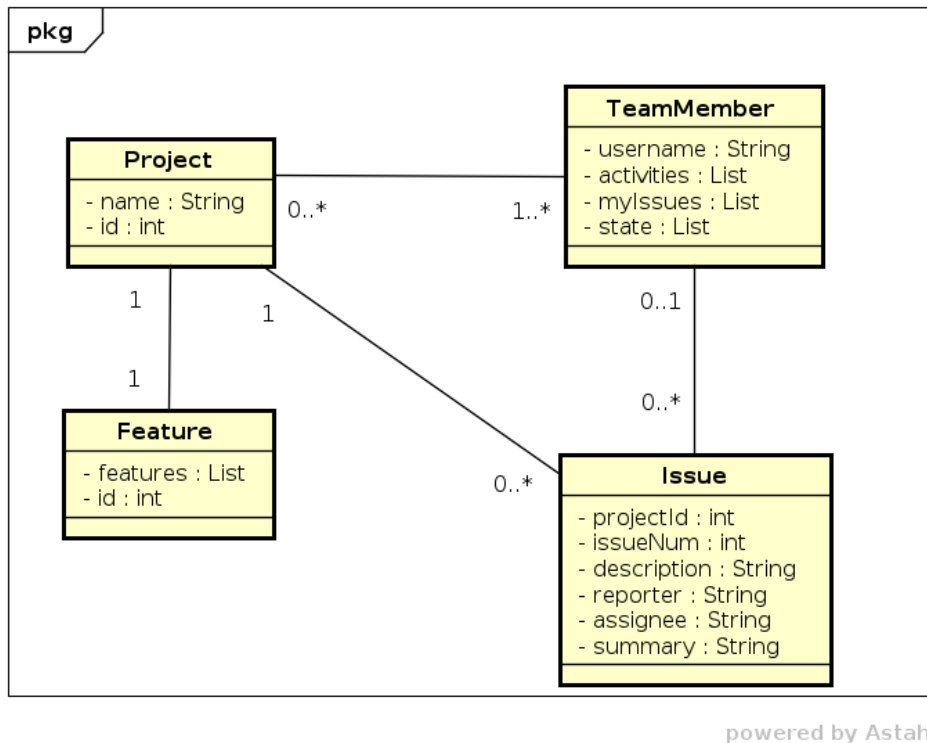 pkg
TeamMember
- username : String
- activities : List
- myIssues : List
- state : List
Project
- name : String
- id : int
0..*
1..*
1
1
0..1
1
0..*
Feature
- features : List
- id : int
0..*
Issue
- projectId : int
- issueNum : int
- description : String
- reporter : String
- assignee : String
- summary : String
powered by Astah